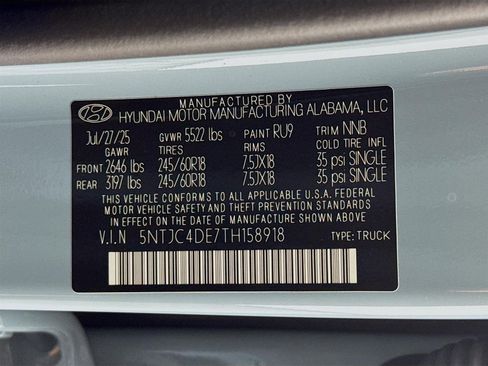 MANUFACTURED BY
HYUNDAI MOTOR MANUFACTURING ALABAMA, LLC
Jul/27/25 GVWR 5522 lbs PAINT RU9 TRIM NNB
GAWR TIRES RIMS COLD TIRE INFL
FRONT 2646 lbs 245/60R18 7.5JX18 35 psi SINGLE
REAR 3197 lbs 245/60R18 7.5JX18 35 psi SINGLE
THIS VEHICLE CONFORMS TO ALL APPLICABLE U.S. FEDERAL
MOTOR VEHICLE SAFETY AND THEFT PREVENTION STANDARDS
IN EFFECT ON THE DATE OF MANUFACTURE SHOWN ABOVE.
V.I.N 5NTJC4DE7TH158918 TYPE: TRUCK